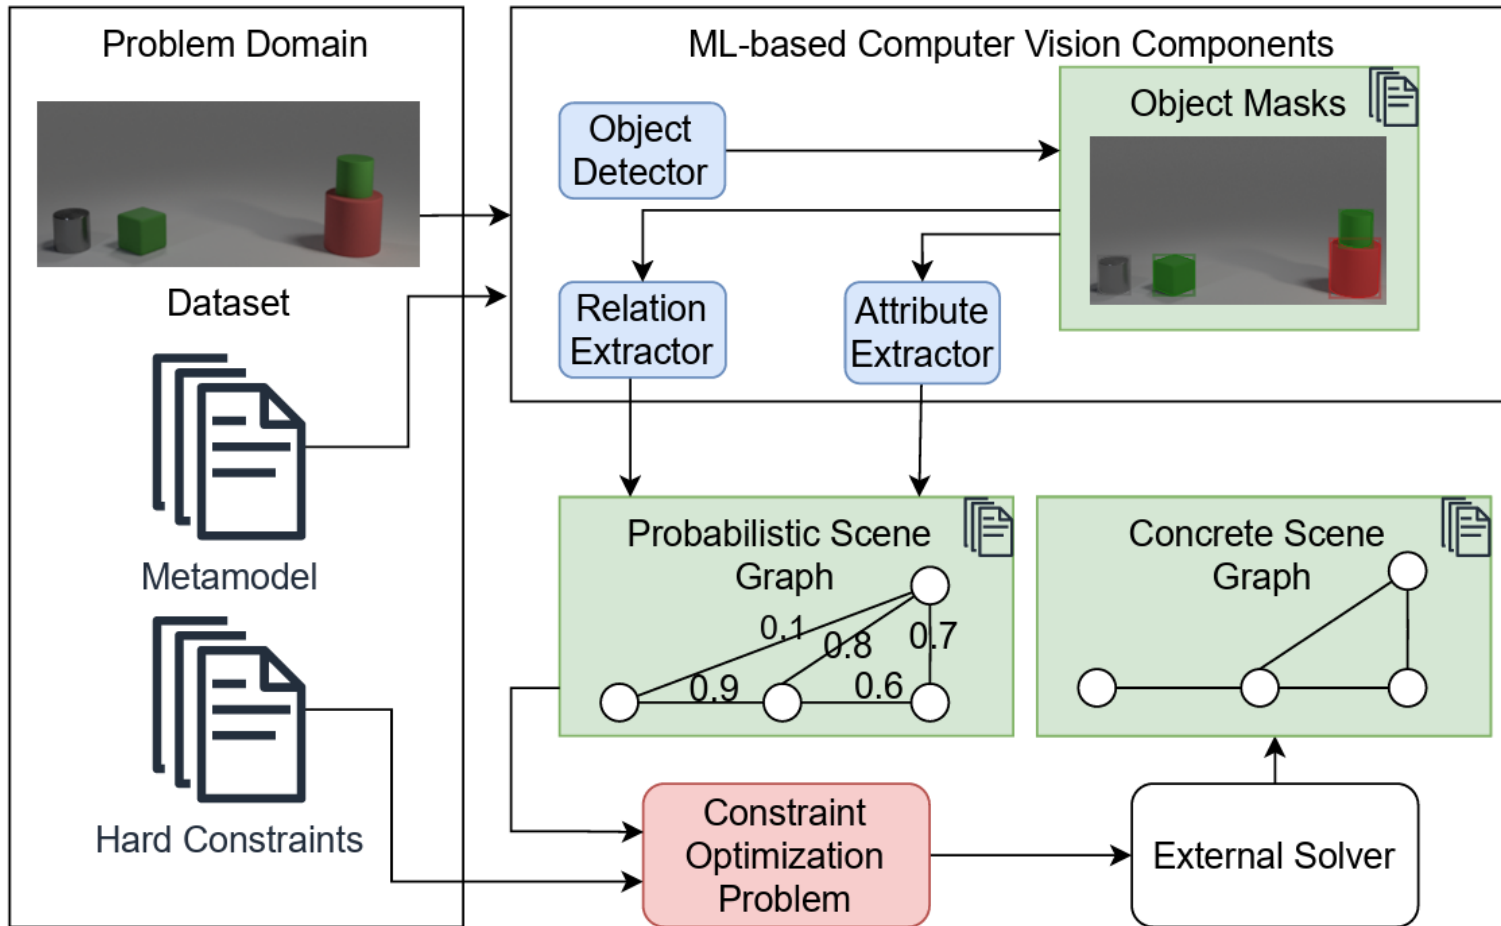 Problem Domain
Dataset
Metamodel
Hard Constraints
ML-based Computer Vision Components
Object
Detector
Object Masks
Relation
Extractor
Attribute
Extractor
Probabilistic Scene
Graph
0.1
0.8
0.7
0.9
0.6
Concrete Scene
Graph
Constraint
Optimization
Problem
External Solver